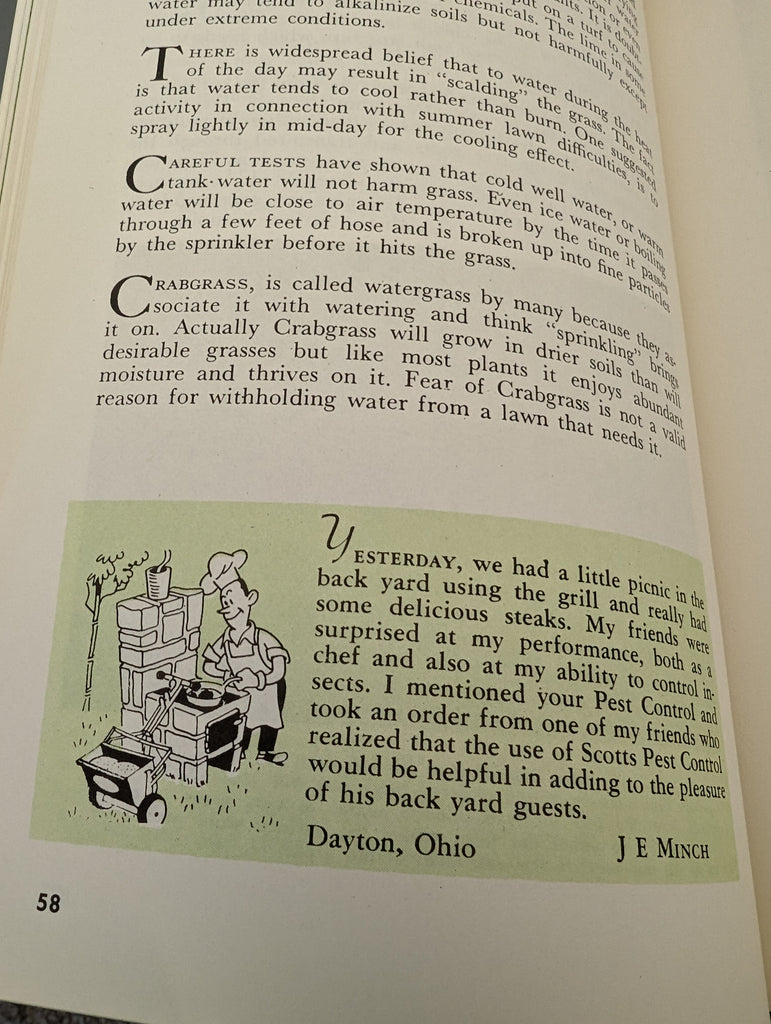 water may tend to alkalinize soils but not harmfully except
under extreme conditions.
THERE is widespread belief that to water during the heat
of the day may result in "scalding" the grass. The fact
is that water tends to cool rather than burn. One suggested
activity in connection with summer lawn difficulties, is to
spray lightly in mid-day for the cooling effect.
CAREFUL TESTS have shown that cold well water, or warm
tank-water will not harm grass. Even ice water or boiling
water will be close to air temperature by the time it passes
through a few feet of hose and is broken up into fine particles
by the sprinkler before it hits the grass.
CRABGRASS, is called watergrass by many because they as-
sociate it with watering and think "sprinkling" brings
it on. Actually Crabgrass will grow in drier soils than will
desirable grasses but like most plants it enjoys abundant
moisture and thrives on it. Fear of Crabgrass is not a valid
reason for withholding water from a lawn that needs it.
YESTERDAY, we had a little picnic in the
back yard using the grill and really had
some delicious steaks. My friends were
surprised at my performance, both as a
chef and also at my ability to control in-
sects. I mentioned your Pest Control and
took an order from one of my friends who
realized that the use of Scotts Pest Control
would be helpful in adding to the pleasure
of his back yard guests.
Dayton, Ohio J E MINCH
58